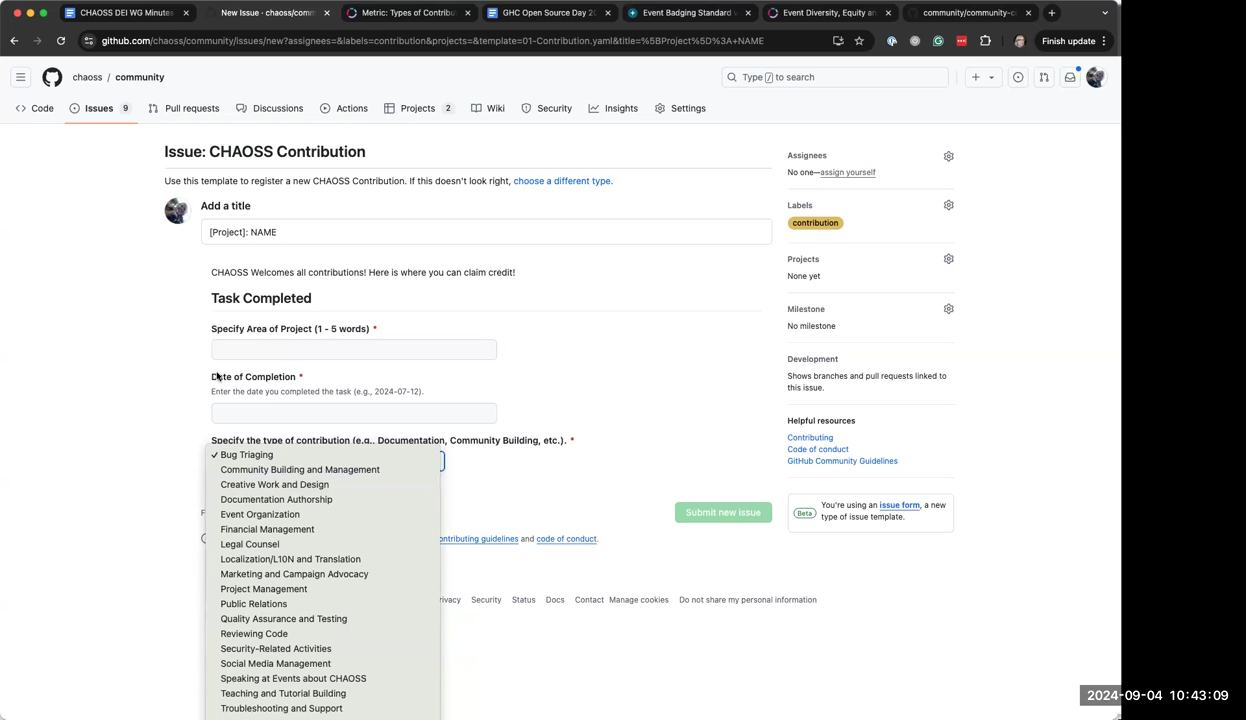 CHAOSS DEI WG Minutes
New Issue · chaoss/comm
Metric: Types of Contribu
GHC Open Source Day 2
Event Badging Standard v
Event Diversity, Equity an
community/community-c
github.com/chaoss/community/issues/new?assignees=&labels=contribution&projects=&template=01-Contribution.yaml&title=%5BProject%5D%3A+NAME
Finish update
chaoss / community
Type / to search
Code
Issues 9
Pull requests
Discussions
Actions
Projects 2
Wiki
Security
Insights
Settings
Issue: CHAOSS Contribution
Use this template to register a new CHAOSS Contribution. If this doesn't look right, choose a different type.
Add a title
[Project]: NAME
CHAOSS Welcomes all contributions! Here is where you can claim credit!
Task Completed
Specify Area of Project (1 - 5 words) *
Date of Completion *
Enter the date you completed the task (e.g., 2024-07-12).
Specify the type of contribution (e.g., Documentation, Community Building, etc.). *
✓ Bug Triaging
Community Building and Management
Creative Work and Design
Documentation Authorship
Event Organization
Financial Management
Legal Counsel
Localization/L10N and Translation
Marketing and Campaign Advocacy
Project Management
Public Relations
Quality Assurance and Testing
Reviewing Code
Security-Related Activities
Social Media Management
Speaking at Events about CHAOSS
Teaching and Tutorial Building
Troubleshooting and Support
Submit new issue
ontributing guidelines and code of conduct.
Security
Status
Docs
Contact
Manage cookies
Do not share my personal information
Assignees
No one—assign yourself
Labels
contribution
Projects
None yet
Milestone
No milestone
Development
Shows branches and pull requests linked to
this issue.
Helpful resources
Contributing
Code of conduct
GitHub Community Guidelines
Beta
You're using an issue form, a new
type of issue template.
2024-09-04 10:43:09